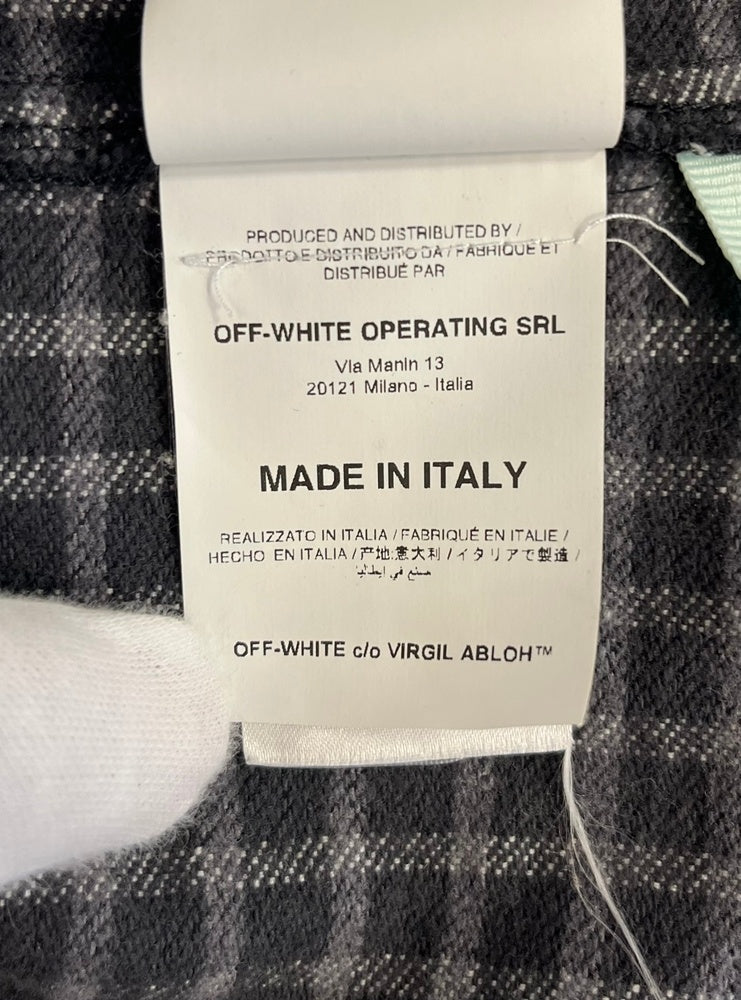 PRODUCED AND DISTRIBUTED BY /
PRODOTTO E DISTRIBUITO DA / FABRIQUÉ ET
DISTRIBUÉ PAR
OFF-WHITE OPERATING SRL
Via Manin 13
20121 Milano - Italia
MADE IN ITALY
REALIZZATO IN ITALIA / FABRIQUÉ EN ITALIE /
HECHO EN ITALIA / 产地:意大利 / イタリアで製造 /
صنع في إيطاليا
OFF-WHITE c/o VIRGIL ABLOH™